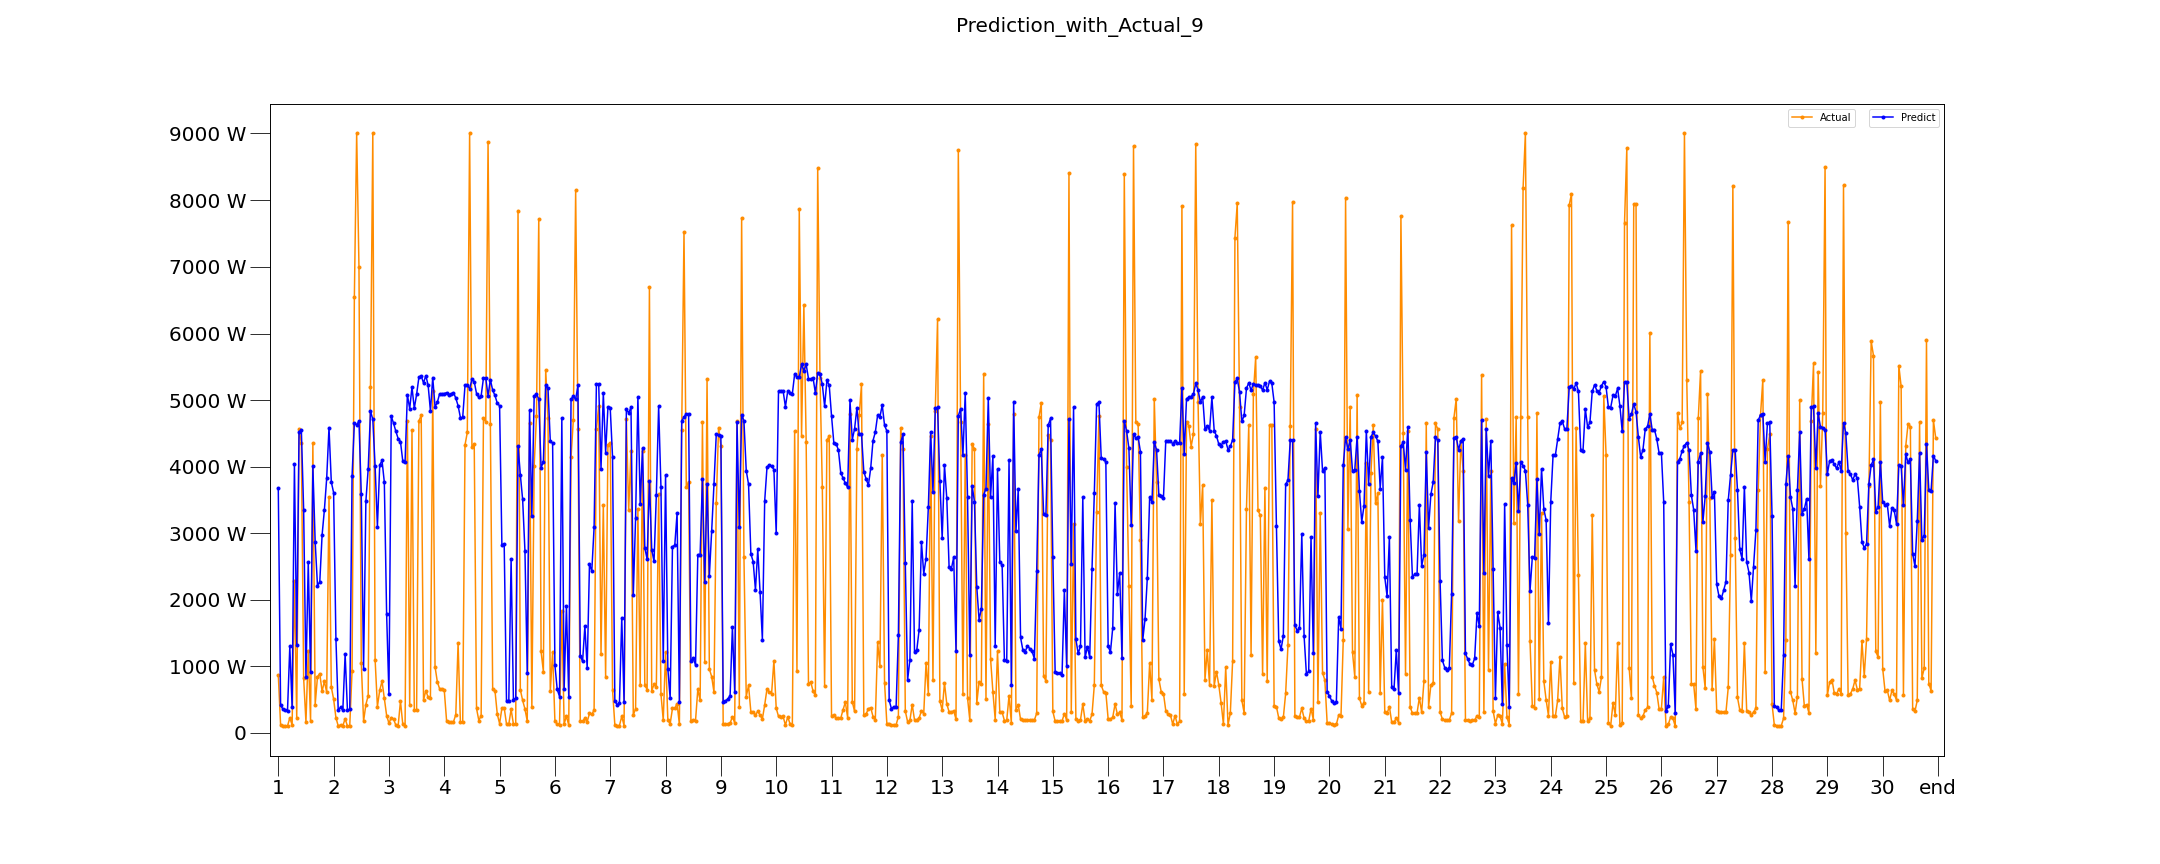 Prediction_with_Actual_9
Actual Predict
9000 W
8000 W
7000 W
6000 W
5000 W
4000 W
3000 W
2000 W
1000 W
0
1 2 3 4 5 6 7 8 9 10 11 12 13 14 15 16 17 18 19 20 21 22 23 24 25 26 27 28 29 30 end